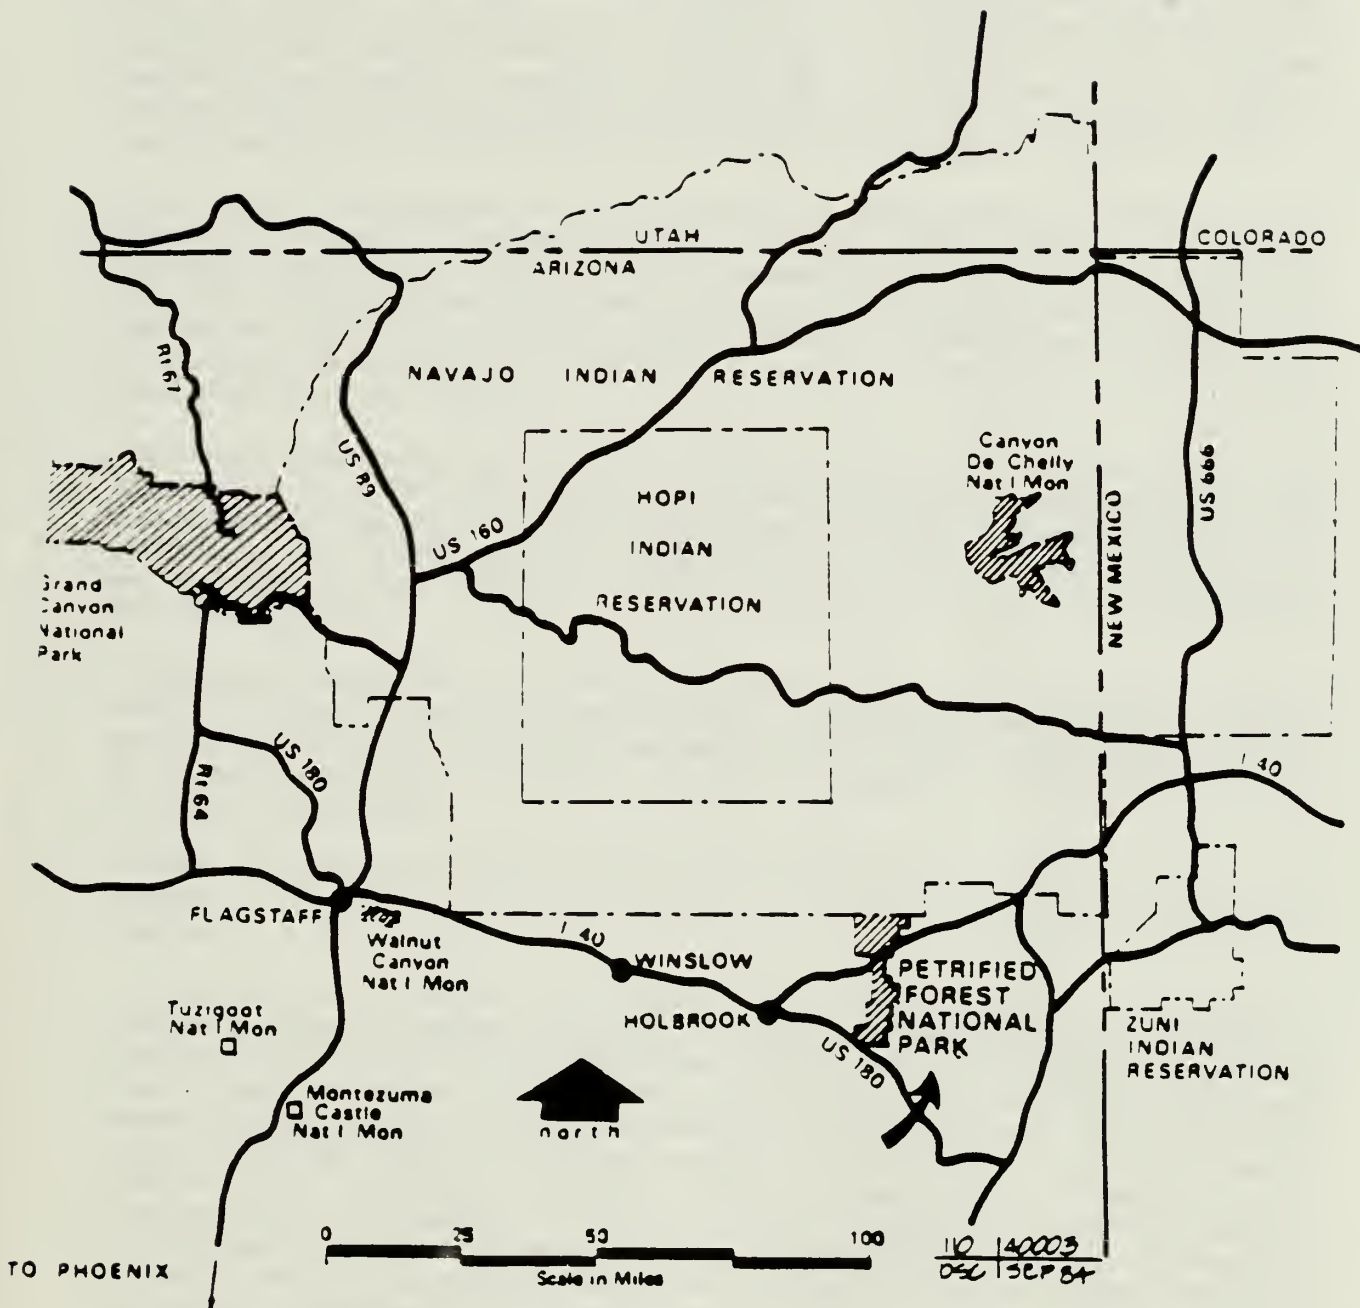 UTAH
COLORADO
ARIZONA
Rt 67
NAVAJO INDIAN RESERVATION
US 89
Canyon
De Chelly
Nat'l Mon
US 666
HOPI
INDIAN
RESERVATION
NEW MEXICO
US 160
Grand
Canyon
National
Park
US 180
Rt 64
I 40
FLAGSTAFF
I 40
Walnut
Canyon
Nat'l Mon
WINSLOW
HOLBROOK
PETRIFIED
FOREST
NATIONAL
PARK
Tuzigoot
Nat'l Mon
US 180
ZUNI
INDIAN
RESERVATION
Montezuma
Castle
Nat'l Mon
north
0 25 50 100
Scale in Miles
TO PHOENIX
110 40003
DSC SEP 84